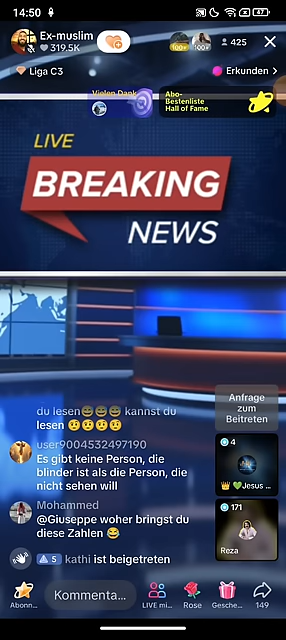 14:50
47
Ex-muslim
319.5K
100+
100+
425
Liga C3
Erkunden
Vielen Dank
Abo-
Bestenliste
Hall of Fame
LIVE
BREAKING
NEWS
du lesen😄😄😄 kannst du
lesen 🤨🤨🤨🤨
user9004532497190
Es gibt keine Person, die
blinder ist als die Person, die
nicht sehen will
Mohammed
@Giuseppe woher bringst du
diese Zahlen 😂
5 kathi ist beigetreten
Anfrage
zum
Beitreten
4
👑 💚Jesus ...
171
Reza
Abonn...
Kommenta...
LIVE mi...
Rose
Gesche...
149